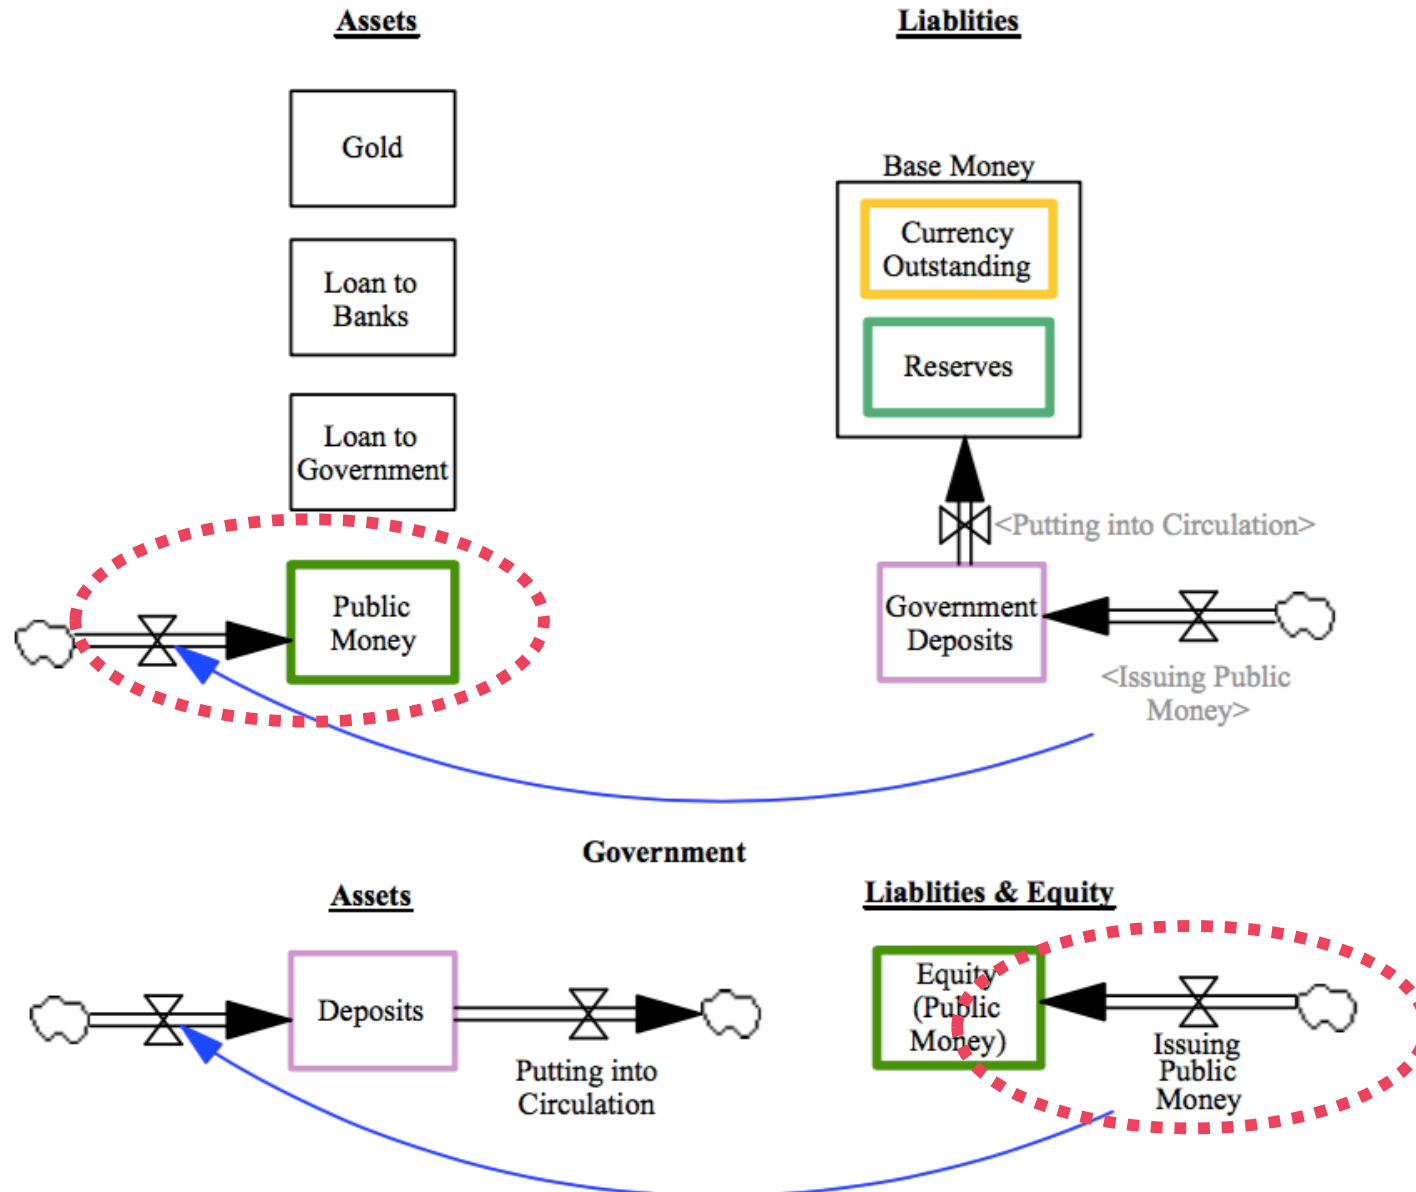 Assets
Liablities
Gold
Base Money
Currency
Outstanding
Loan to
Banks
Reserves
Loan to
Government
<Putting into Circulation>
Public
Money
Government
Deposits
<Issuing Public
Money>
Government
Assets
Liablities & Equity
Deposits
Putting into
Circulation
Equity
(Public
Money)
Issuing
Public
Money